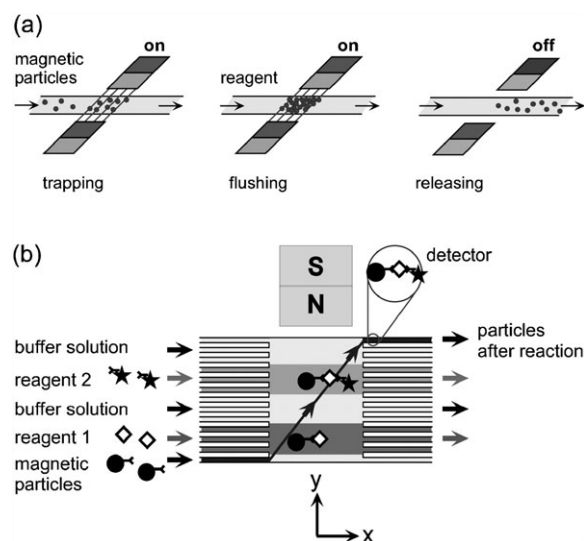 (a)
on
on
off
magnetic
particles
reagent
trapping
flushing
releasing
(b)
S
N
detector
buffer solution
particles
after reaction
reagent 2
buffer solution
reagent 1
magnetic
particles
y
x